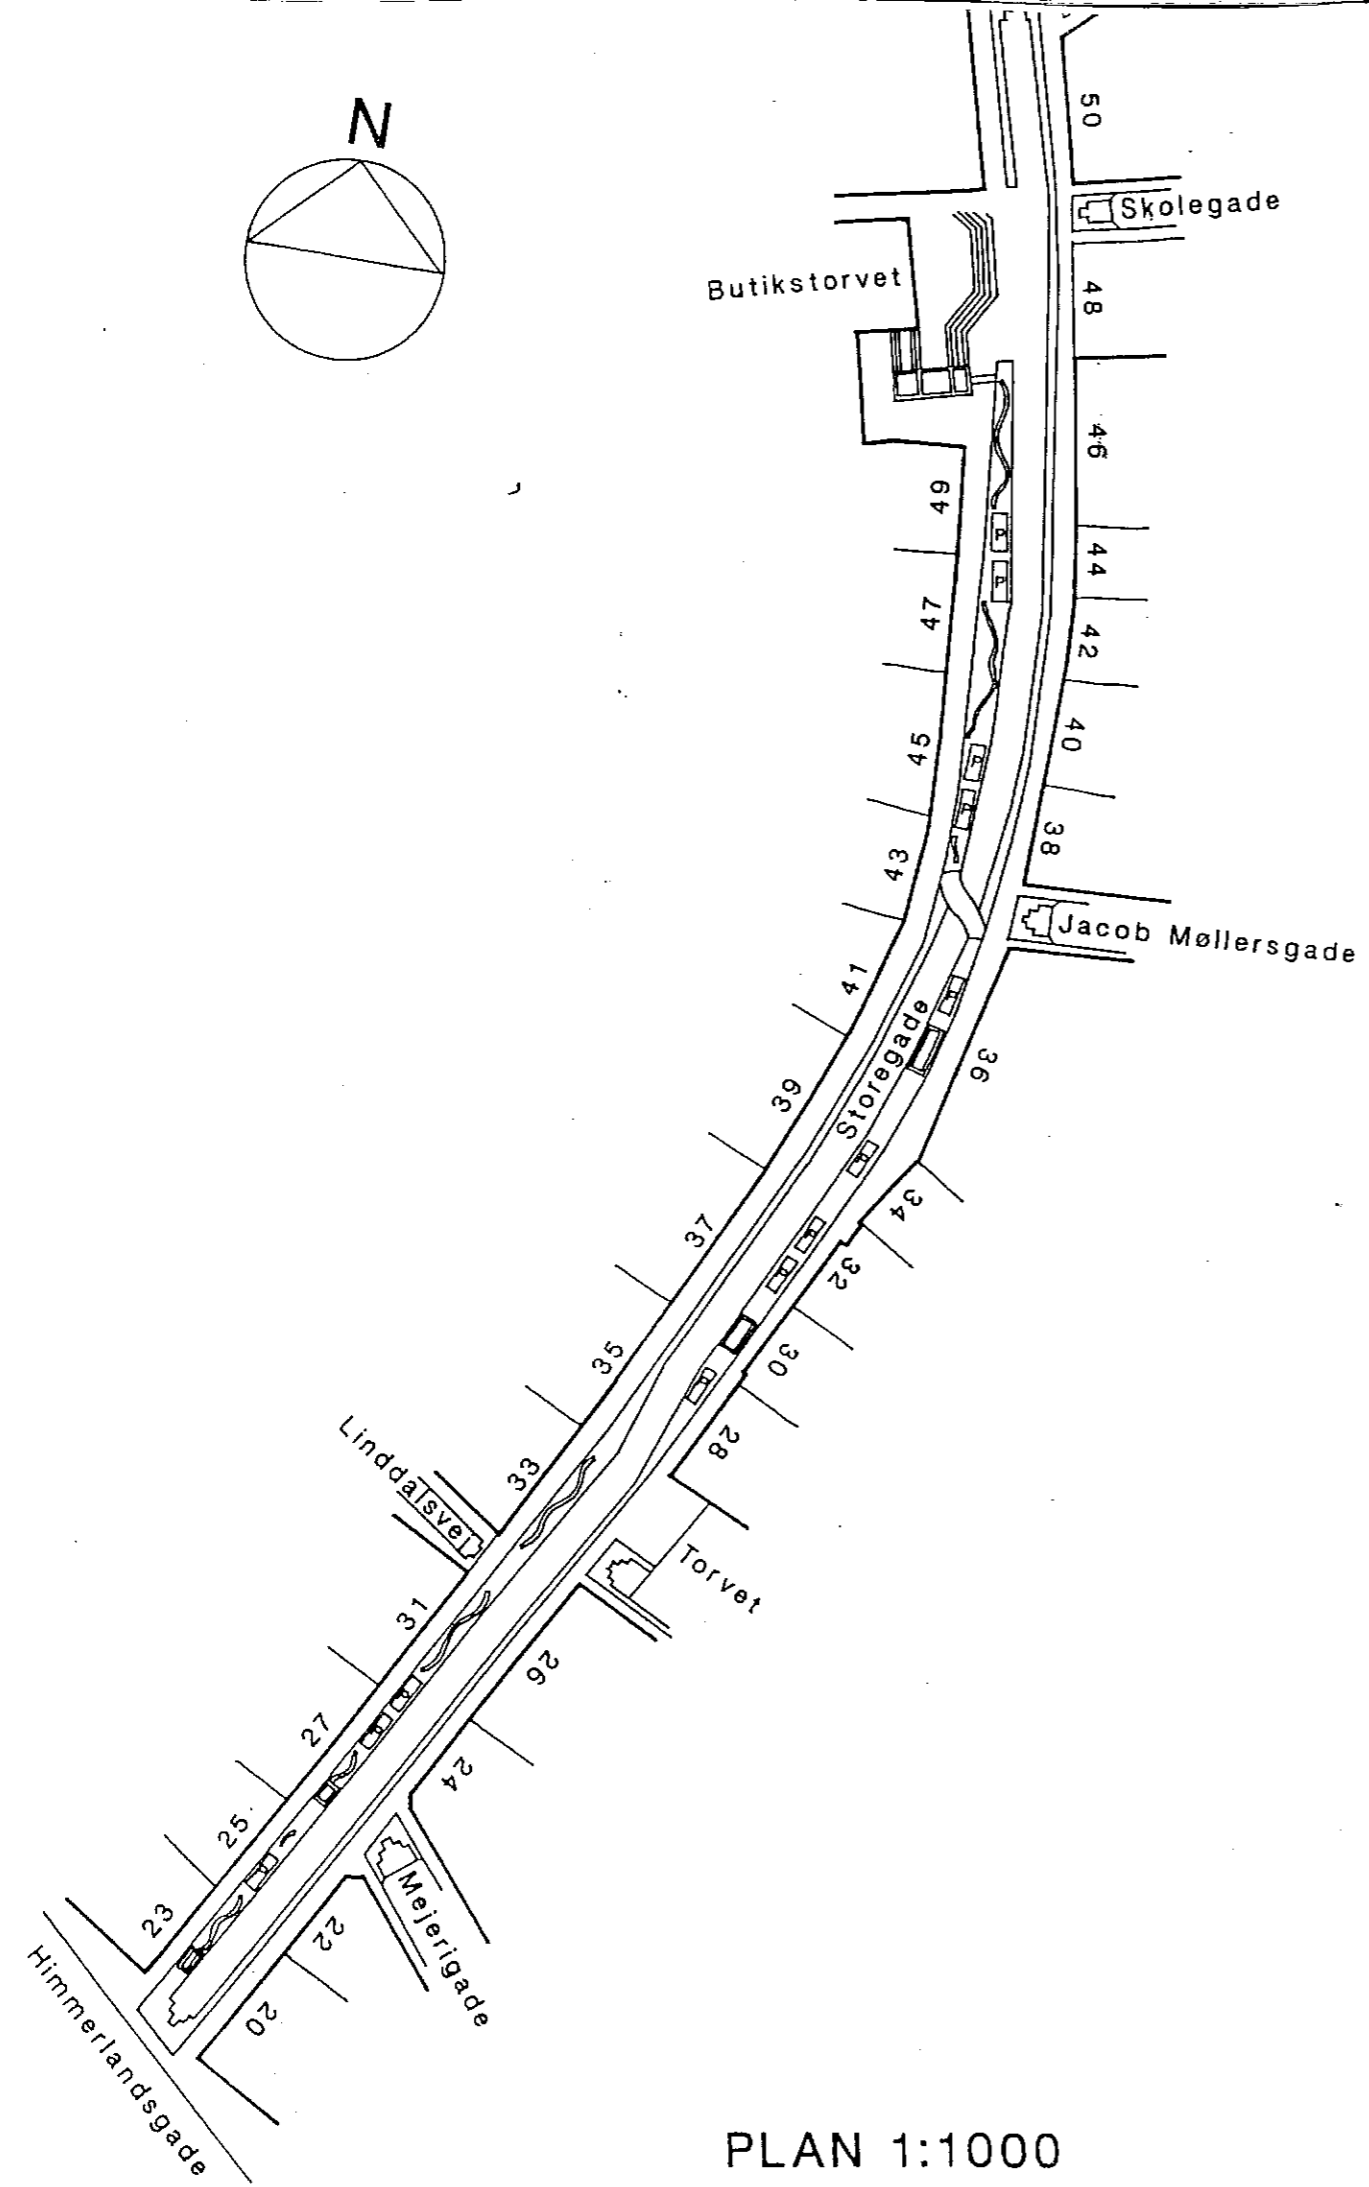 N
50
Skolegade
Butikstorvet
48
46
49
P
44
P
47
42
40
45
P
P
38
43
Jacob Møllersgade
41
P
Storegade
36
39
P
34
37
P
32
P
35
30
P
28
Linddalsvej
33
Torvet
31
26
P
27
P
24
25
P
Mejerigade
23
22
20
Himmerlandsgade
PLAN 1:1000